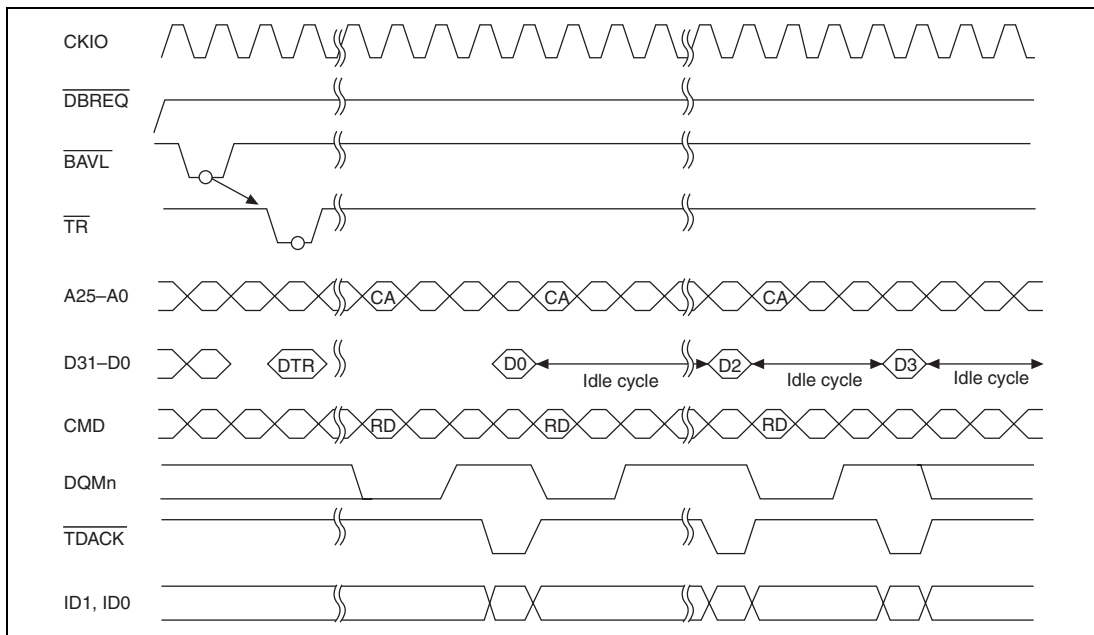 CKIO
DBREQ
BAVL
TR
A25–A0 CA CA CA
D31–D0 DTR D0 Idle cycle D2 Idle cycle D3 Idle cycle
CMD RD RD RD
DQMn
TDACK
ID1, ID0